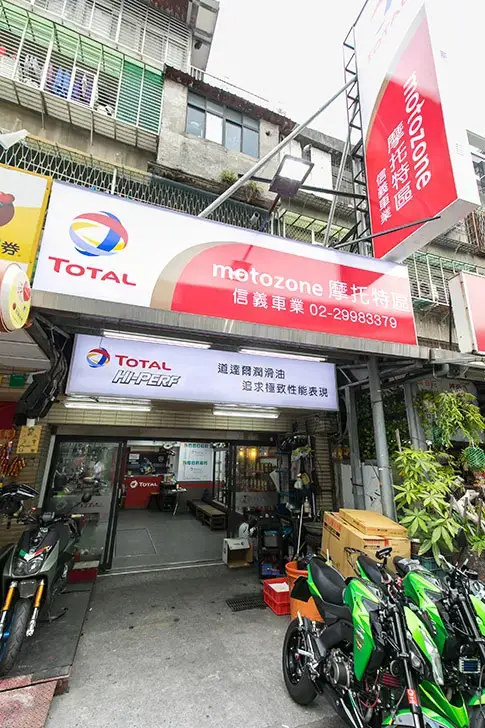 TOTAL
motozone 摩托特區
信義車業 02-29983379
motozone
摩托特區
信義車業
TOTAL
HI-PERF
道達爾潤滑油
追求極致性能表現
TOTAL
券